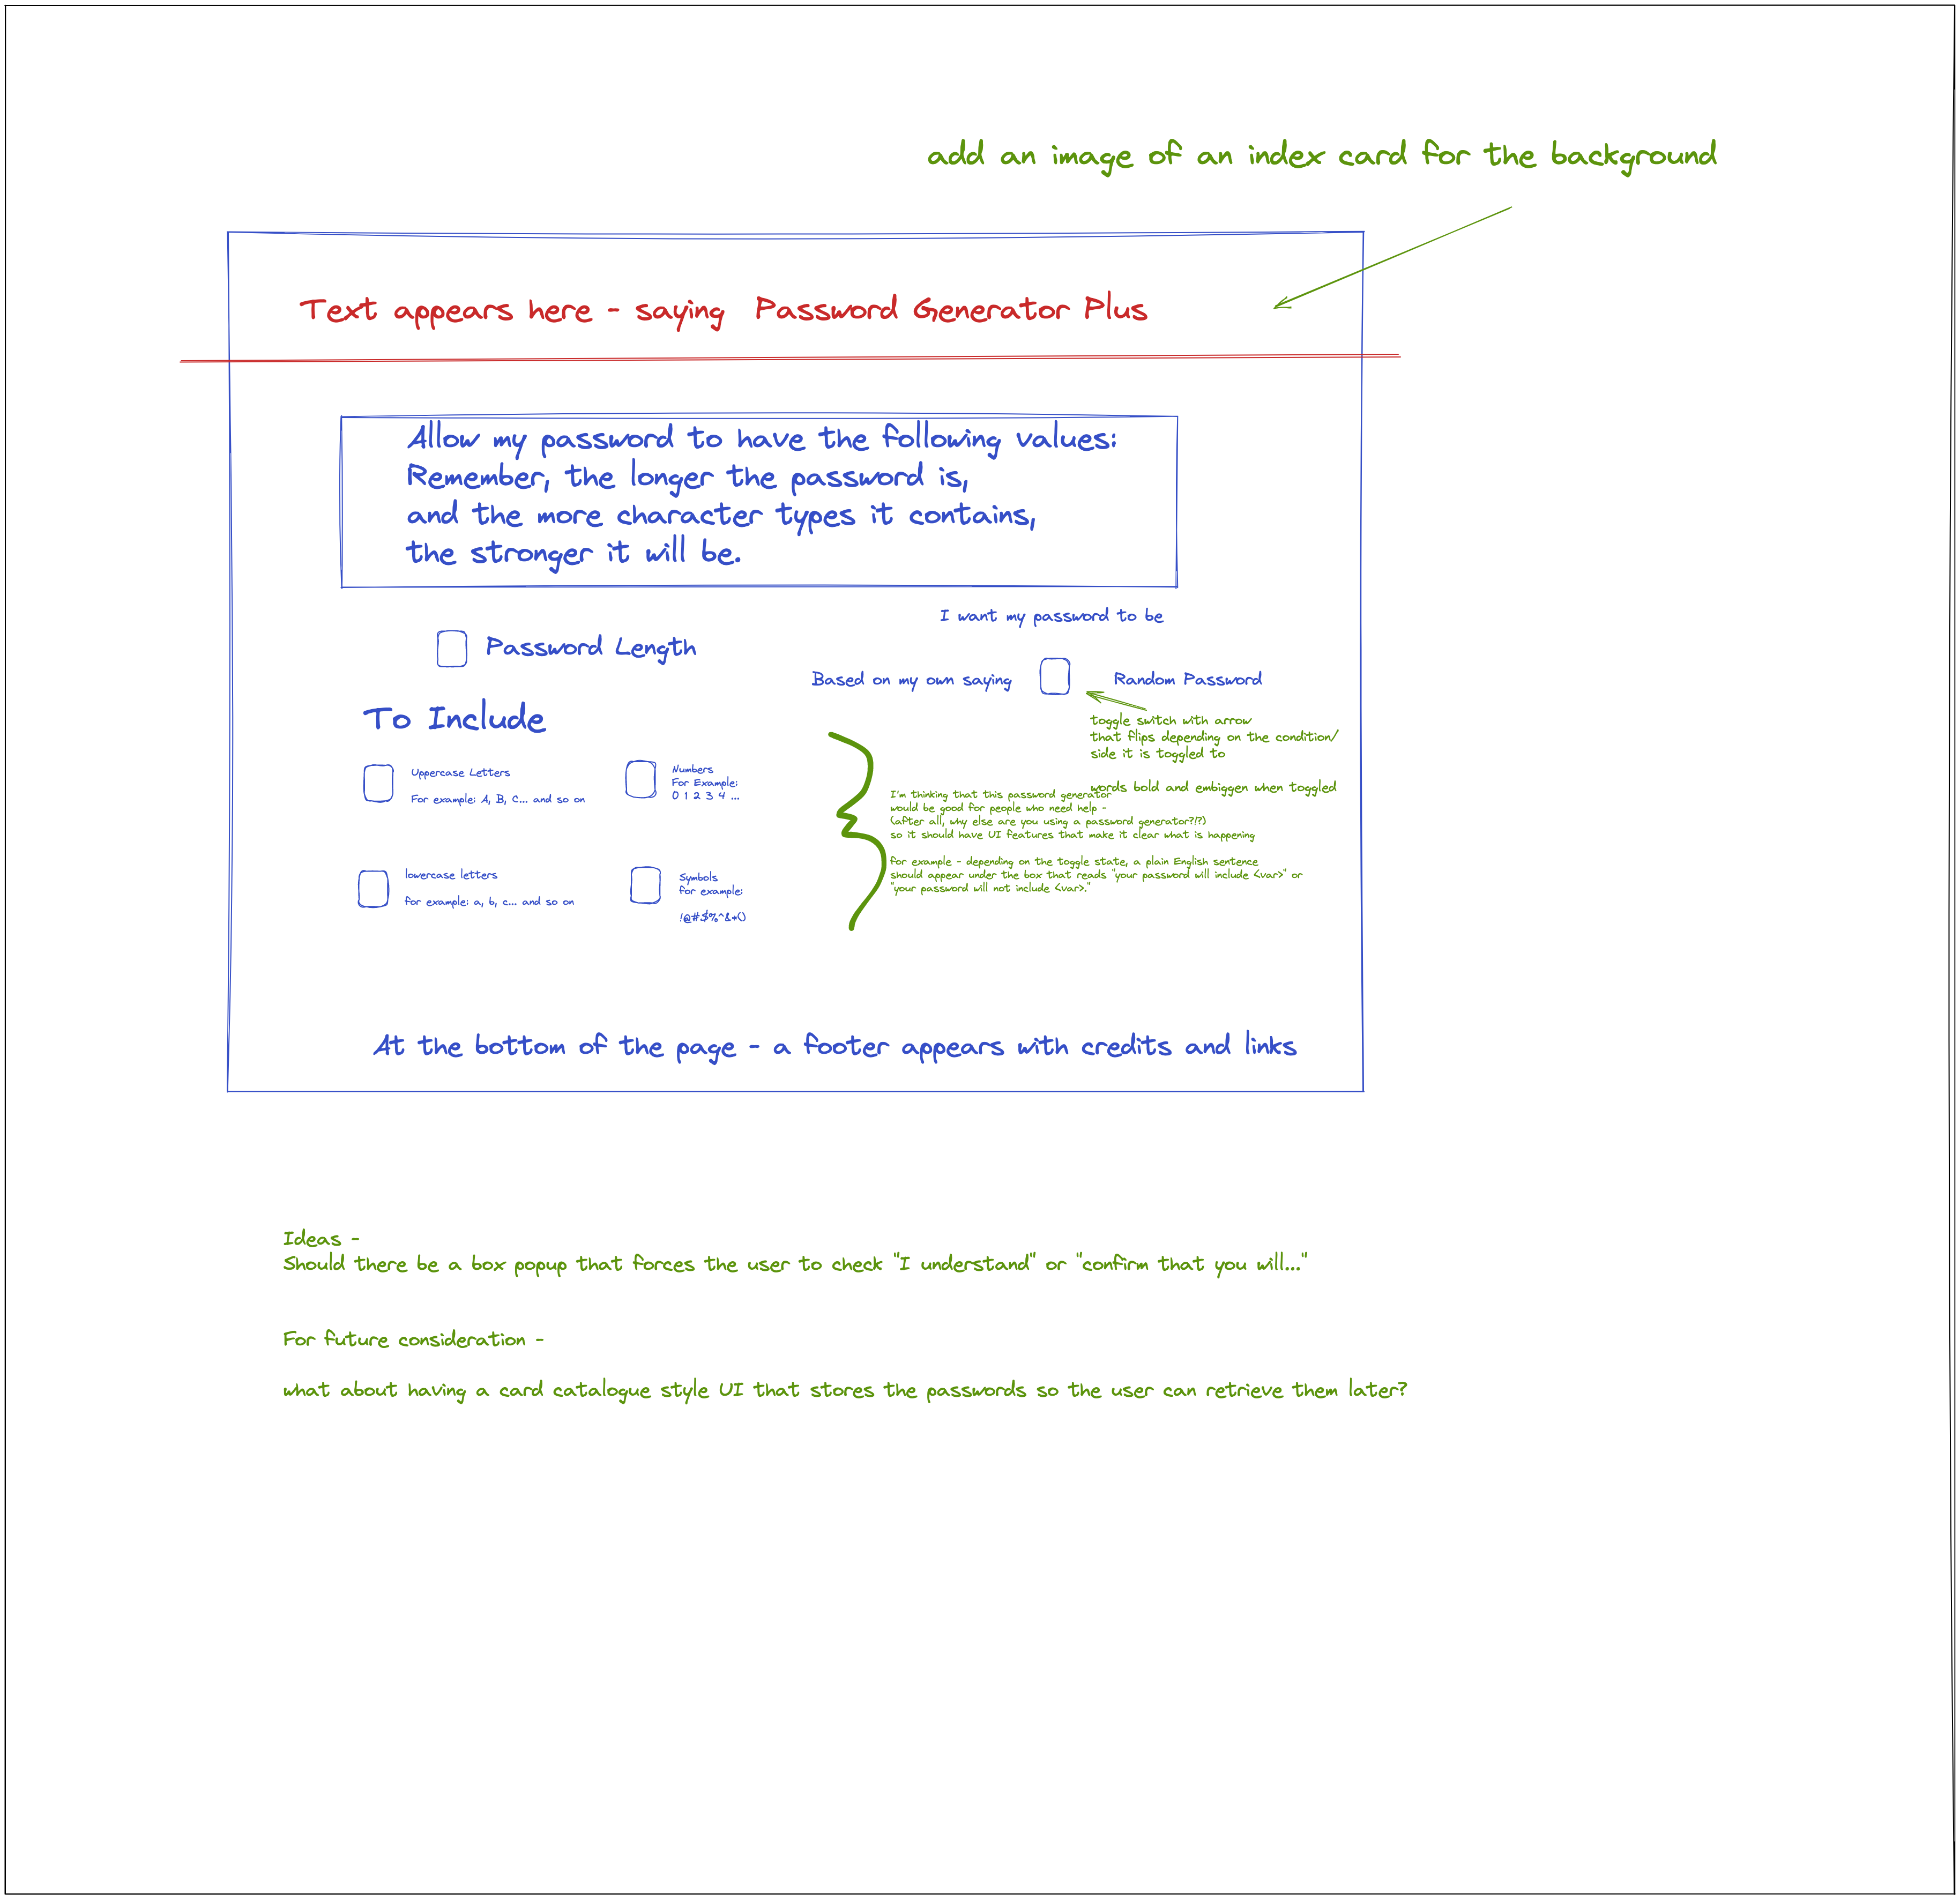 add an image of an index card for the background
Text appears here - saying Password Generator Plus
Allow my password to have the following values:
Remember, the longer the password is,
and the more character types it contains,
the stronger it will be.
I want my password to be
Password Length
Based on my own saying
Random Password
toggle switch with arrow
that flips depending on the condition/
side it is toggled to
words bold and embiggen when toggled
To Include
Uppercase Letters
For example: A, B, C... and so on
Numbers
For Example:
0 1 2 3 4 ...
lowercase letters
for example: a, b, c... and so on
Symbols
for example:
!@#$%^&*()
I'm thinking that this password generator
would be good for people who need help -
(after all, why else are you using a password generator?!?)
so it should have UI features that make it clear what is happening
for example - depending on the toggle state, a plain English sentence
should appear under the box that reads "your password will include <var>" or
"your password will not include <var>."
At the bottom of the page - a footer appears with credits and links
Ideas -
Should there be a box popup that forces the user to check "I understand" or "confirm that you will..."
For future consideration -
what about having a card catalogue style UI that stores the passwords so the user can retrieve them later?